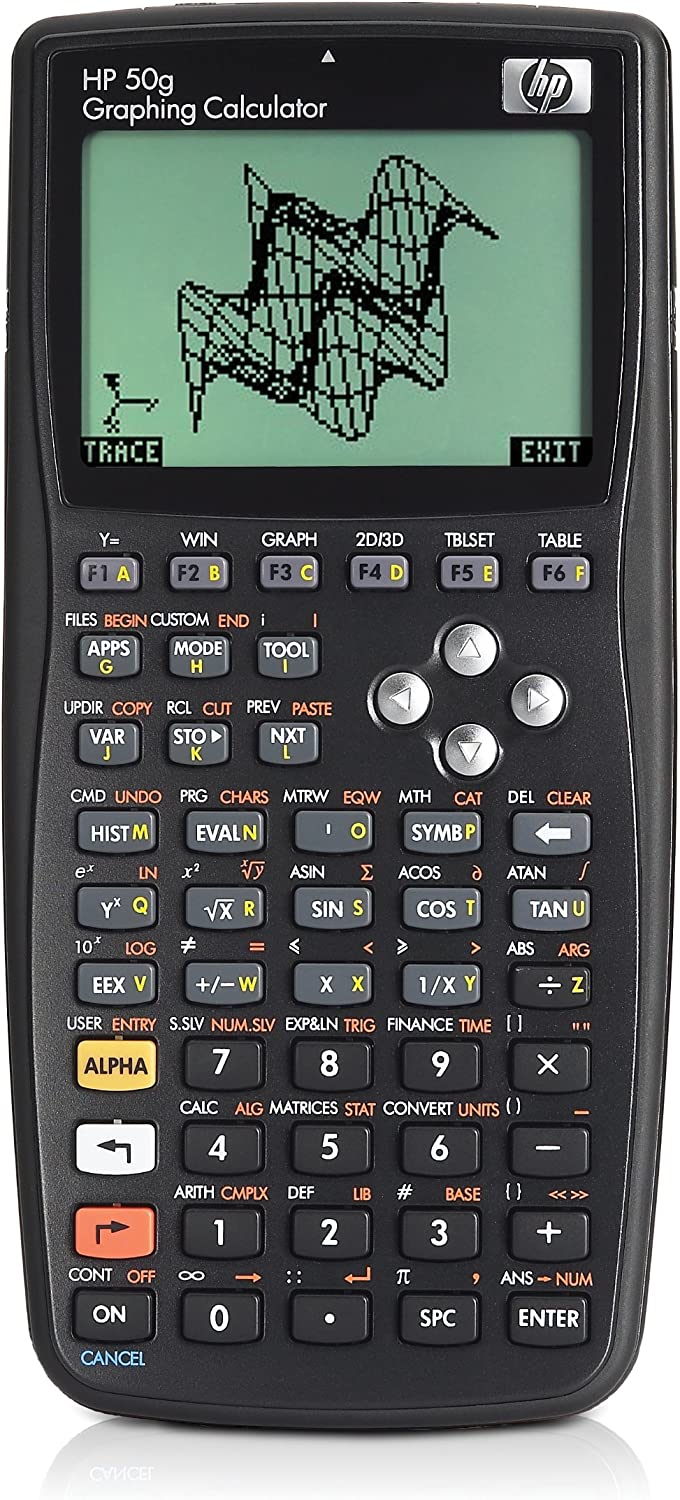 HP 50g
Graphing Calculator
hp
TRACE EXIT
Y= WIN GRAPH 2D/3D TBLSET TABLE
F1 A F2 B F3 C F4 D F5 E F6 F
FILES BEGIN CUSTOM END i I
APPS MODE TOOL
G H I
UPDIR COPY RCL CUT PREV PASTE
VAR STO▶ NXT
J K L
CMD UNDO PRG CHARS MTRW EQW MTH CAT DEL CLEAR
HIST M EVAL N ' O SYMB P
eˣ LN x² ˣ√y ASIN Σ ACOS ∂ ATAN ∫
Yˣ Q √X R SIN S COS T TAN U
10ˣ LOG ≠ = ≤ < ≥ > ABS ARG
EEX V +/− W X X 1/X Y ÷ Z
USER ENTRY S.SLV NUM.SLV EXP&LN TRIG FINANCE TIME [ ] " "
ALPHA 7 8 9 ×
CALC ALG MATRICES STAT CONVERT UNITS ( ) _
4 5 6 −
ARITH CMPLX DEF LIB # BASE { } « »
1 2 3 +
CONT OFF ∞ → : : ↵ π , ANS → NUM
ON 0 . SPC ENTER
CANCEL